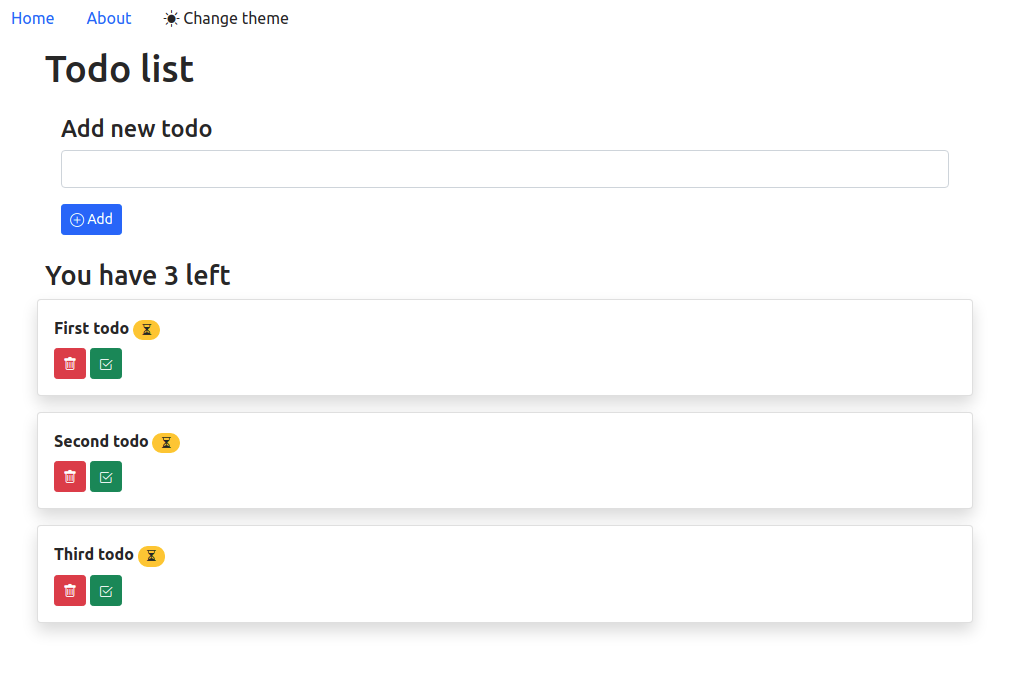 Home About Change theme
Todo list
Add new todo
Add
You have 3 left
First todo
Second todo
Third todo